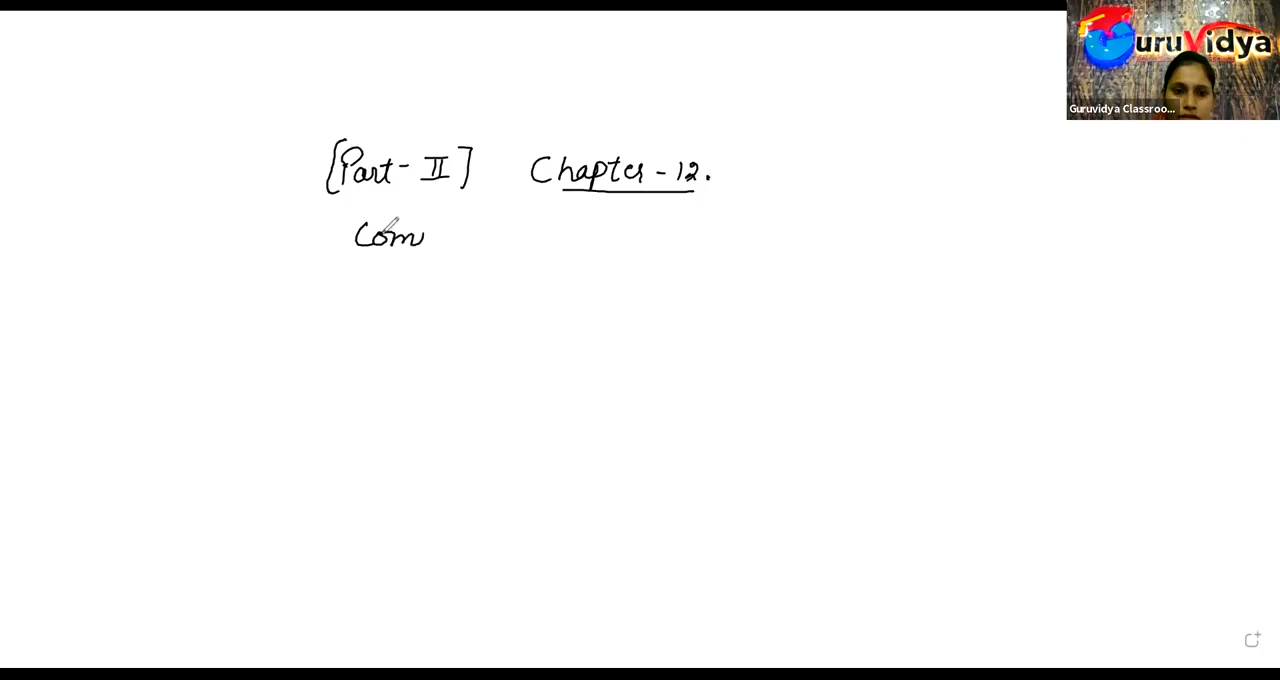 GuruVidya
Guruvidya Classroo...
[Part - II] Chapter - 12.
Com